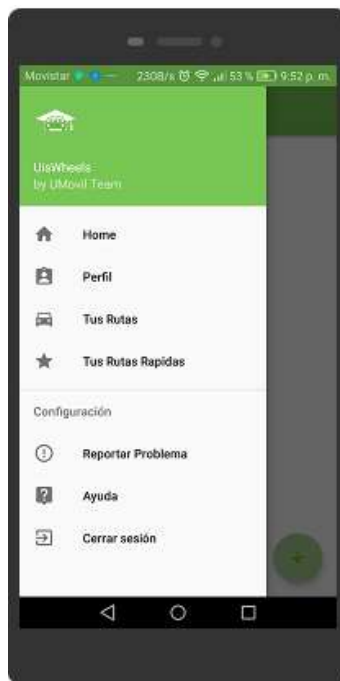 Movistar 230B/s 53 % 9:52 p. m.
UisWheels
by UMovil Team
Home
Perfil
Tus Rutas
Tus Rutas Rapidas
Configuración
Reportar Problema
Ayuda
Cerrar sesión